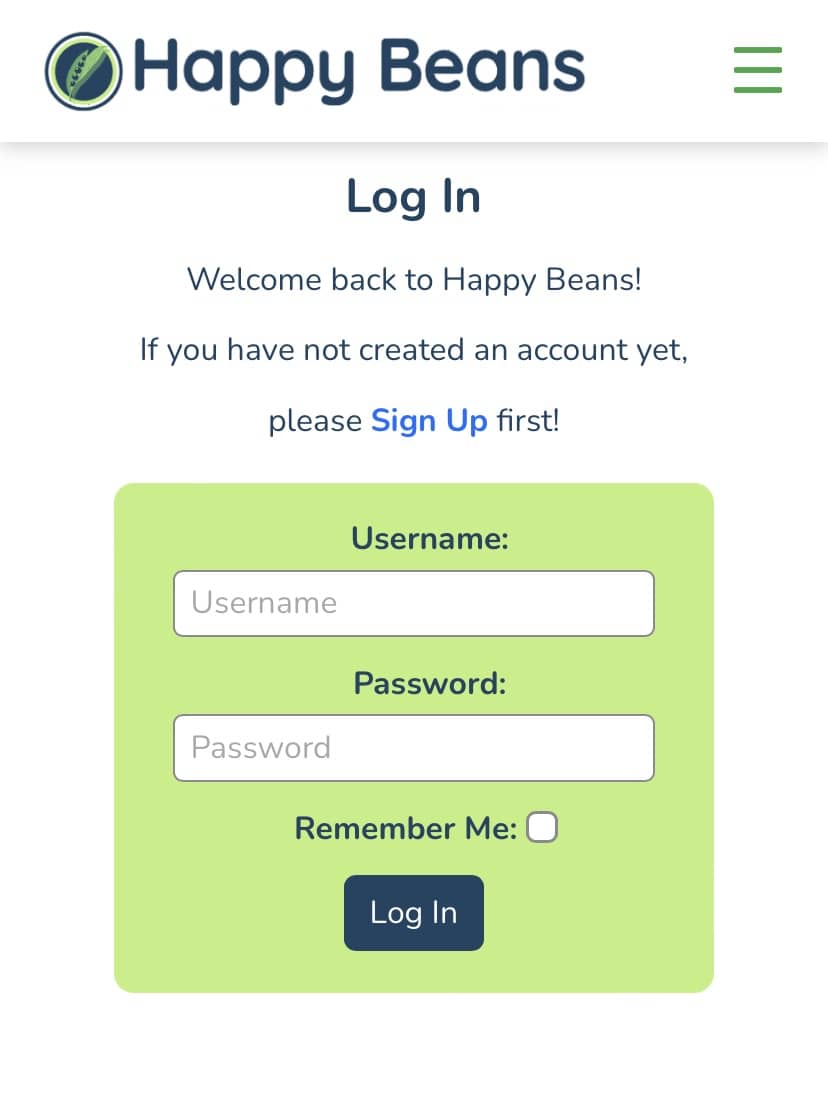 Happy Beans
Log In
Welcome back to Happy Beans!
If you have not created an account yet,
please Sign Up first!
Username:
Username
Password:
Password
Remember Me:
Log In